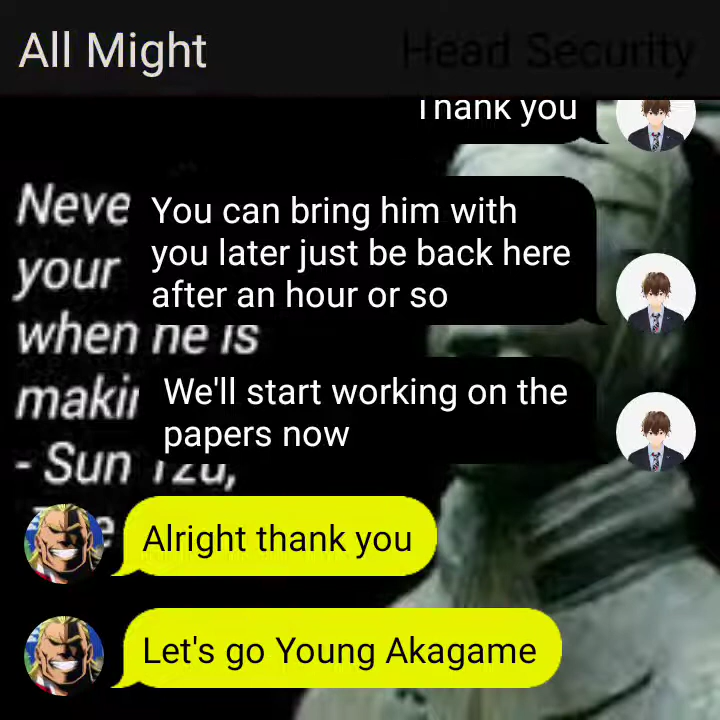 All Might
Head Security
Thank you
Neve
You can bring him with
you later just be back here
after an hour or so
your
when he is
makin
We'll start working on the
papers now
- Sun Tzu,
Alright thank you
Let's go Young Akagame